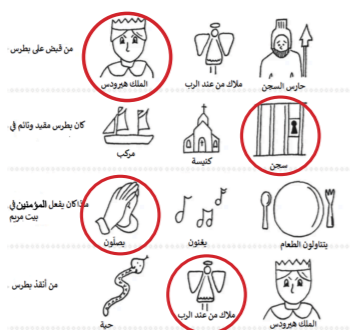 من قبض على بطرس
حارس السجن
ملاك من عند الرب
الملك هيرودس
كان بطرس مقيد ونائم في
سجن
كنيسة
مركب
ماذا كان يفعل المؤمنين في
بيت مريم
يتناولون الطعام
يغنون
يصلّون
من أنقذ بطرس
الملك هيرودس
ملاك من عند الرب
حية